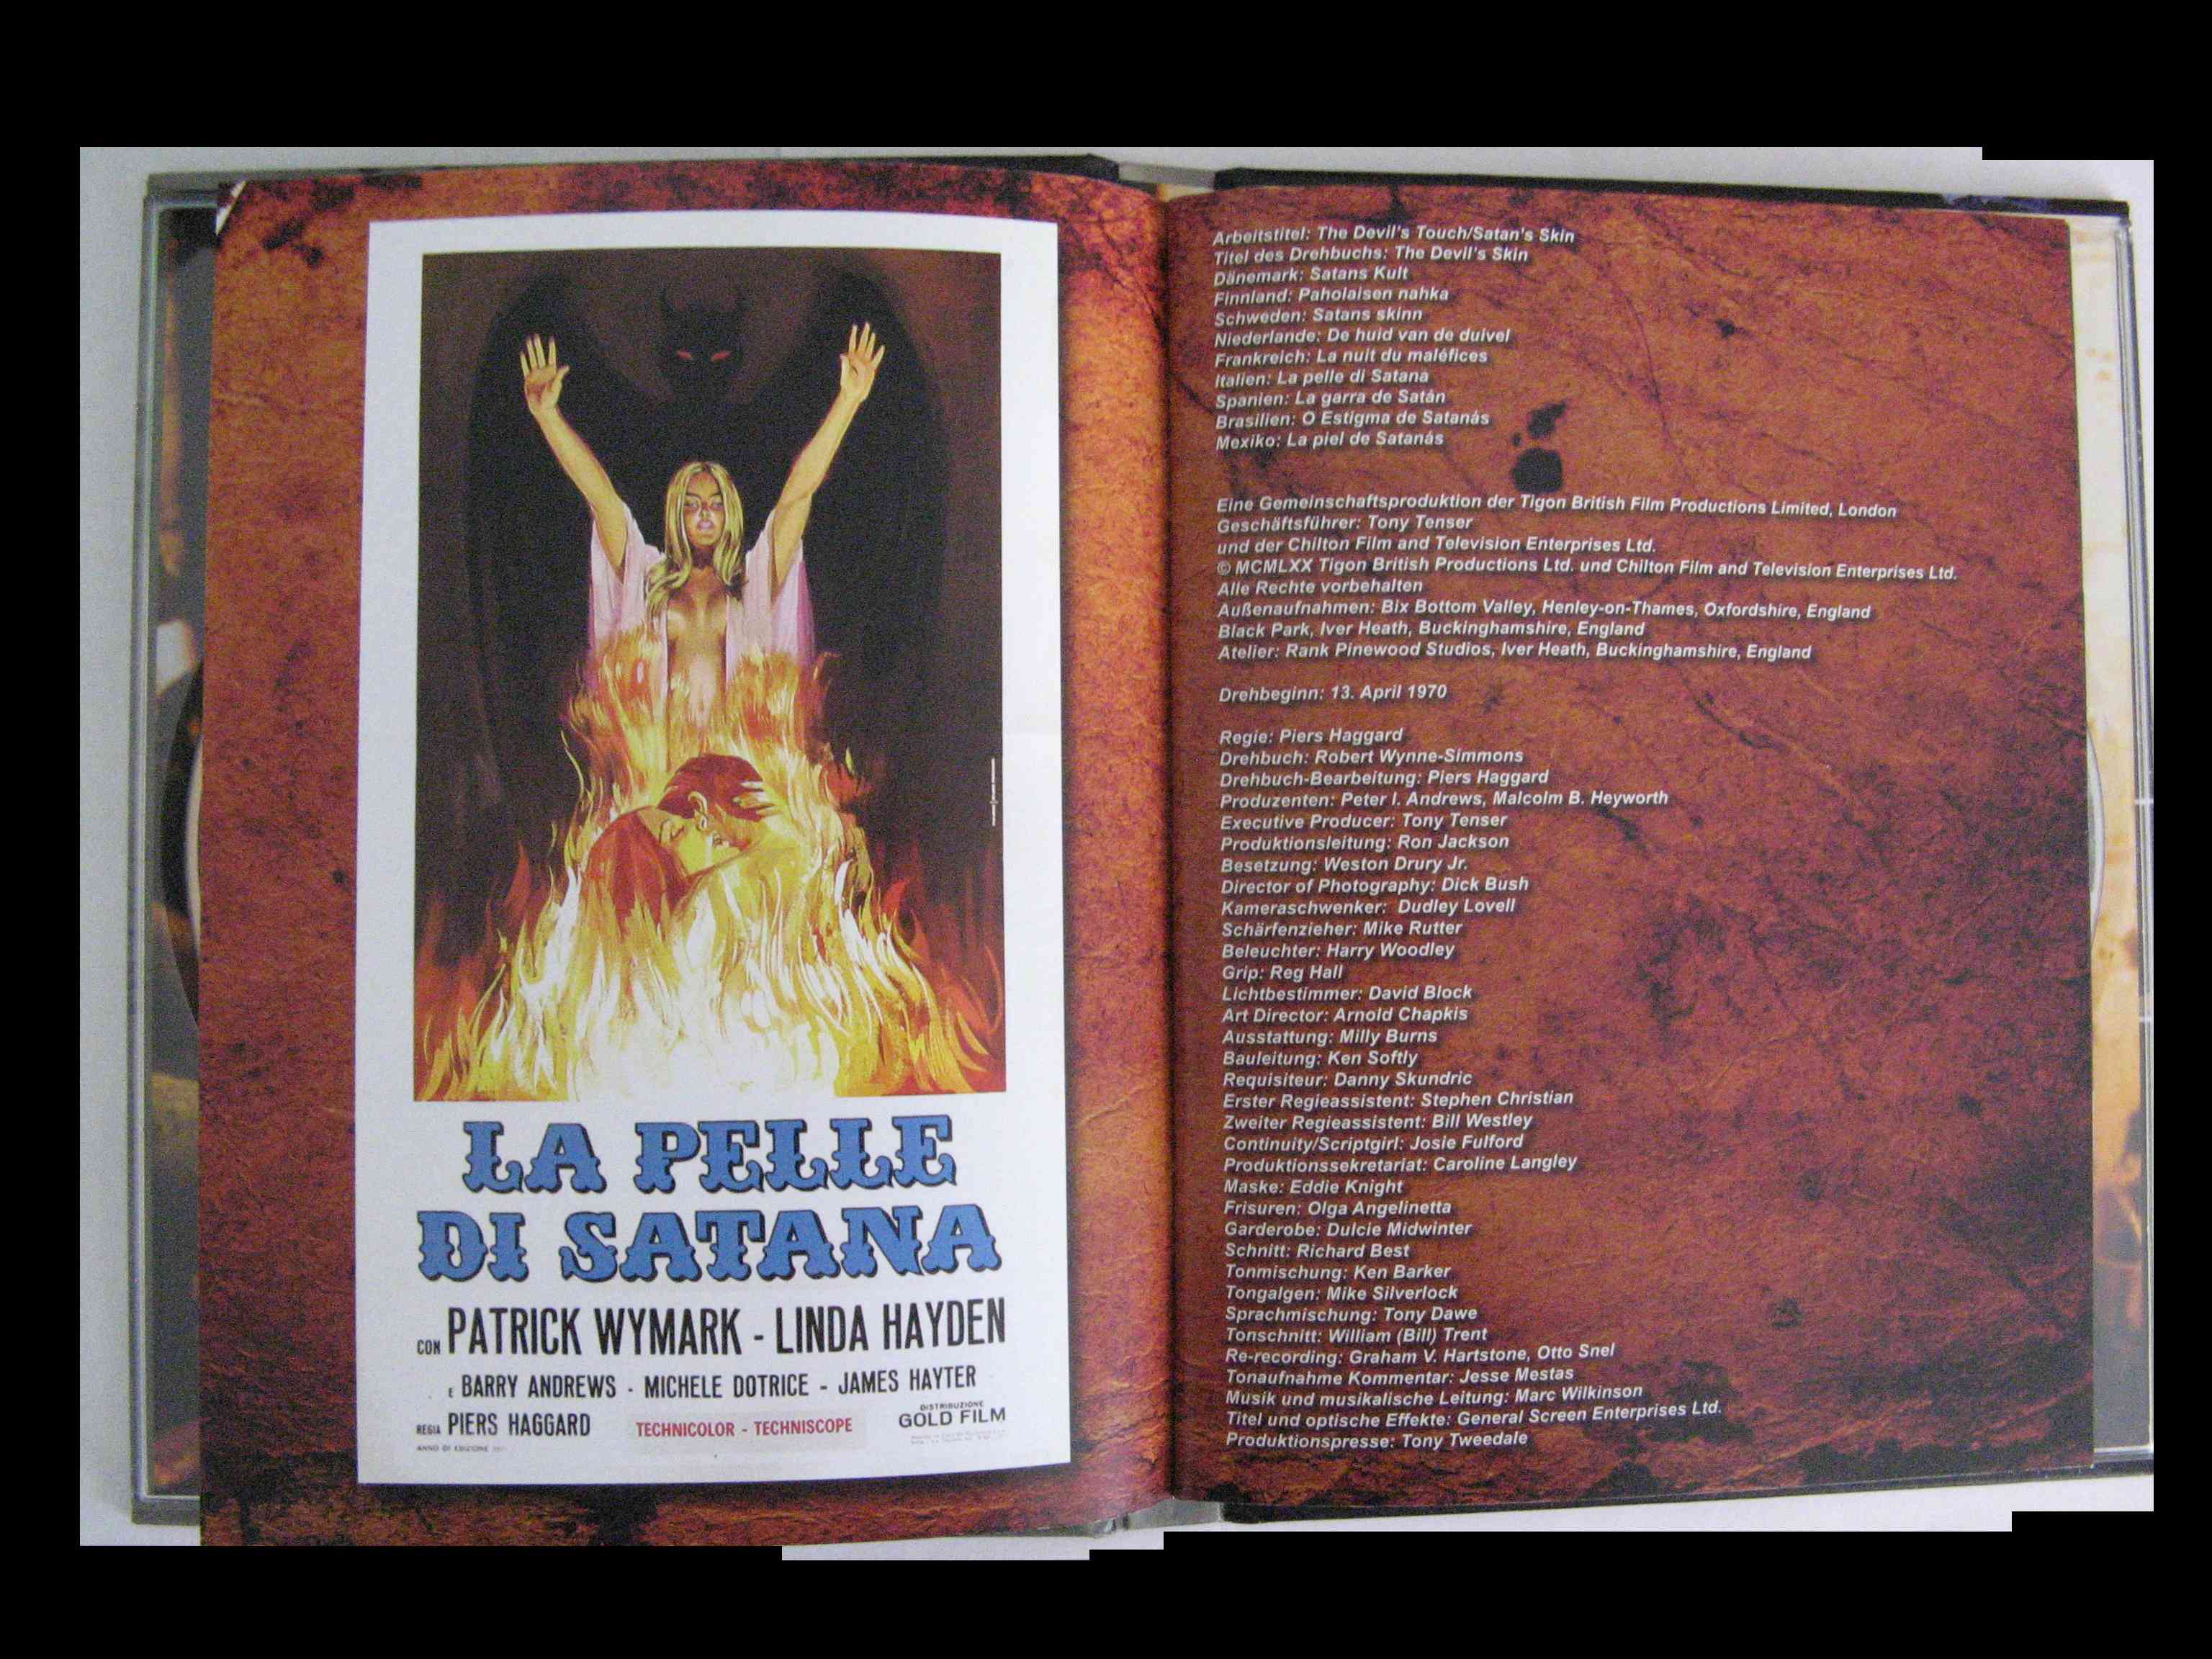 LA PELLE
DI SATANA
CON PATRICK WYMARK - LINDA HAYDEN
E BARRY ANDREWS - MICHELE DOTRICE - JAMES HAYTER
REGIA PIERS HAGGARD
TECHNICOLOR - TECHNISCOPE
DISTRIBUZIONE
GOLD FILM
ANNO DI EDIZIONE
Arbeitstitel: The Devil's Touch/Satan's Skin
Titel des Drehbuchs: The Devil's Skin
Dänemark: Satans Kult
Finnland: Paholaisen nahka
Schweden: Satans skinn
Niederlande: De huid van de duivel
Frankreich: La nuit du maléfices
Italien: La pelle di Satana
Spanien: La garra de Satán
Brasilien: O Estigma de Satanás
Mexiko: La piel de Satanás
Eine Gemeinschaftsproduktion der Tigon British Film Productions Limited, London
Geschäftsführer: Tony Tenser
und der Chilton Film and Television Enterprises Ltd.
© MCMLXX Tigon British Productions Ltd. und Chilton Film and Television Enterprises Ltd.
Alle Rechte vorbehalten
Außenaufnahmen: Bix Bottom Valley, Henley-on-Thames, Oxfordshire, England
Black Park, Iver Heath, Buckinghamshire, England
Atelier: Rank Pinewood Studios, Iver Heath, Buckinghamshire, England
Drehbeginn: 13. April 1970
Regie: Piers Haggard
Drehbuch: Robert Wynne-Simmons
Drehbuch-Bearbeitung: Piers Haggard
Produzenten: Peter I. Andrews, Malcolm B. Heyworth
Executive Producer: Tony Tenser
Produktionsleitung: Ron Jackson
Besetzung: Weston Drury Jr.
Director of Photography: Dick Bush
Kameraschwenker: Dudley Lovell
Schärfenzieher: Mike Rutter
Beleuchter: Harry Woodley
Grip: Reg Hall
Lichtbestimmer: David Block
Art Director: Arnold Chapkis
Ausstattung: Milly Burns
Bauleitung: Ken Softly
Requisiteur: Danny Skundric
Erster Regieassistent: Stephen Christian
Zweiter Regieassistent: Bill Westley
Continuity/Scriptgirl: Josie Fulford
Produktionssekretariat: Caroline Langley
Maske: Eddie Knight
Frisuren: Olga Angelinetta
Garderobe: Dulcie Midwinter
Schnitt: Richard Best
Tonmischung: Ken Barker
Tongalgen: Mike Silverlock
Sprachmischung: Tony Dawe
Tonschnitt: William (Bill) Trent
Re-recording: Graham V. Hartstone, Otto Snel
Tonaufnahme Kommentar: Jesse Mestas
Musik und musikalische Leitung: Marc Wilkinson
Titel und optische Effekte: General Screen Enterprises Ltd.
Produktionspresse: Tony Tweedale